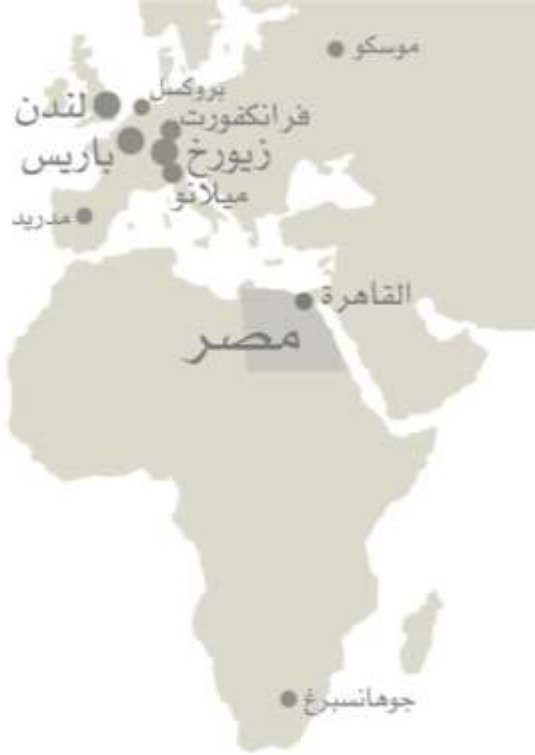 موسكو
بروكسل
لندن
فرانكفورت
باريس
زيورخ
ميلانو
مدريد
القاهرة
مصر
جوهانسبرغ